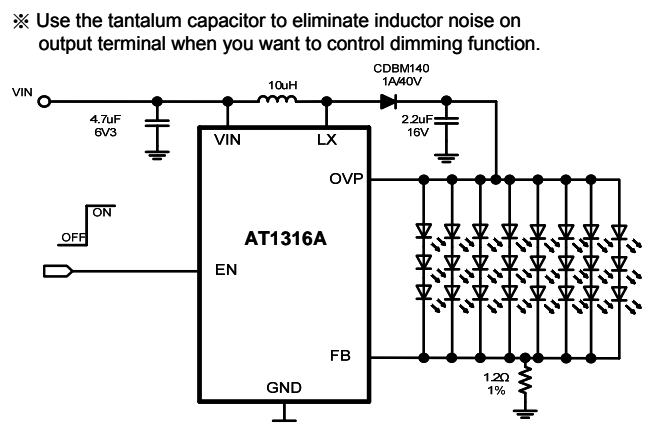 ※ Use the tantalum capacitor to eliminate inductor noise on
output terminal when you want to control dimming function.
CDBM140
1A/40V
VIN
10uH
4.7uF
6V3
2.2uF
16V
VIN
LX
OVP
ON
OFF
AT1316A
EN
FB
1.2Ω
1%
GND